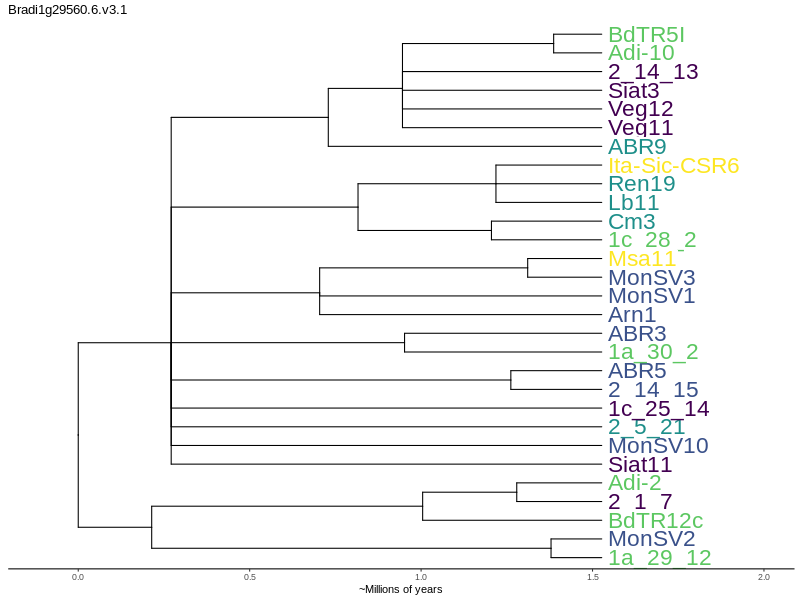 Bradi1g29560.6.v3.1
BdTR5I
Adi-10
2_14_13
Siat3
Veg12
Veg11
ABR9
Ita-Sic-CSR6
Ren19
Lb11
Cm3
1c_28_2
Msa11
MonSV3
MonSV1
Arn1
ABR3
1a_30_2
ABR5
2_14_15
1c_25_14
2_5_21
MonSV10
Siat11
Adi-2
2_1_7
BdTR12c
MonSV2
1a_29_12
0.0 0.5 1.0 1.5 2.0
~Millions of years